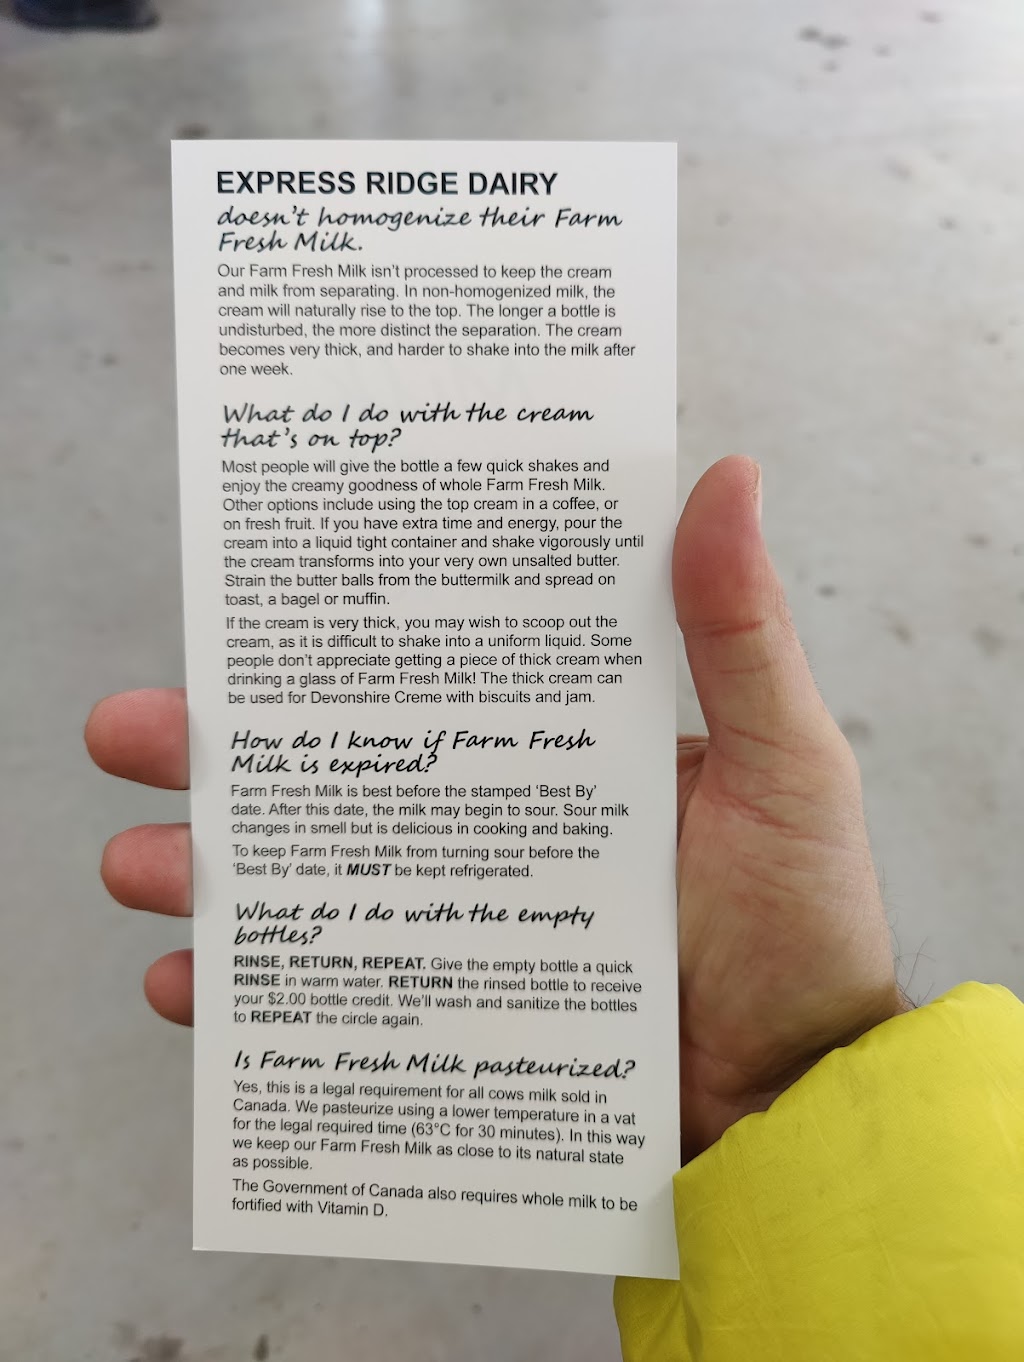 EXPRESS RIDGE DAIRY
doesn't homogenize their Farm
Fresh Milk.
Our Farm Fresh Milk isn't processed to keep the cream
and milk from separating. In non-homogenized milk, the
cream will naturally rise to the top. The longer a bottle is
undisturbed, the more distinct the separation. The cream
becomes very thick, and harder to shake into the milk after
one week.
What do I do with the cream
that's on top?
Most people will give the bottle a few quick shakes and
enjoy the creamy goodness of whole Farm Fresh Milk.
Other options include using the top cream in a coffee, or
on fresh fruit. If you have extra time and energy, pour the
cream into a liquid tight container and shake vigorously until
the cream transforms into your very own unsalted butter.
Strain the butter balls from the buttermilk and spread on
toast, a bagel or muffin.
If the cream is very thick, you may wish to scoop out the
cream, as it is difficult to shake into a uniform liquid. Some
people don't appreciate getting a piece of thick cream when
drinking a glass of Farm Fresh Milk! The thick cream can
be used for Devonshire Creme with biscuits and jam.
How do I know if Farm Fresh
Milk is expired?
Farm Fresh Milk is best before the stamped 'Best By'
date. After this date, the milk may begin to sour. Sour milk
changes in smell but is delicious in cooking and baking.
To keep Farm Fresh Milk from turning sour before the
'Best By' date, it MUST be kept refrigerated.
What do I do with the empty
bottles?
RINSE, RETURN, REPEAT. Give the empty bottle a quick
RINSE in warm water. RETURN the rinsed bottle to receive
your $2.00 bottle credit. We'll wash and sanitize the bottles
to REPEAT the circle again.
Is Farm Fresh Milk pasteurized?
Yes, this is a legal requirement for all cows milk sold in
Canada. We pasteurize using a lower temperature in a vat
for the legal required time (63°C for 30 minutes). In this way
we keep our Farm Fresh Milk as close to its natural state
as possible.
The Government of Canada also requires whole milk to be
fortified with Vitamin D.